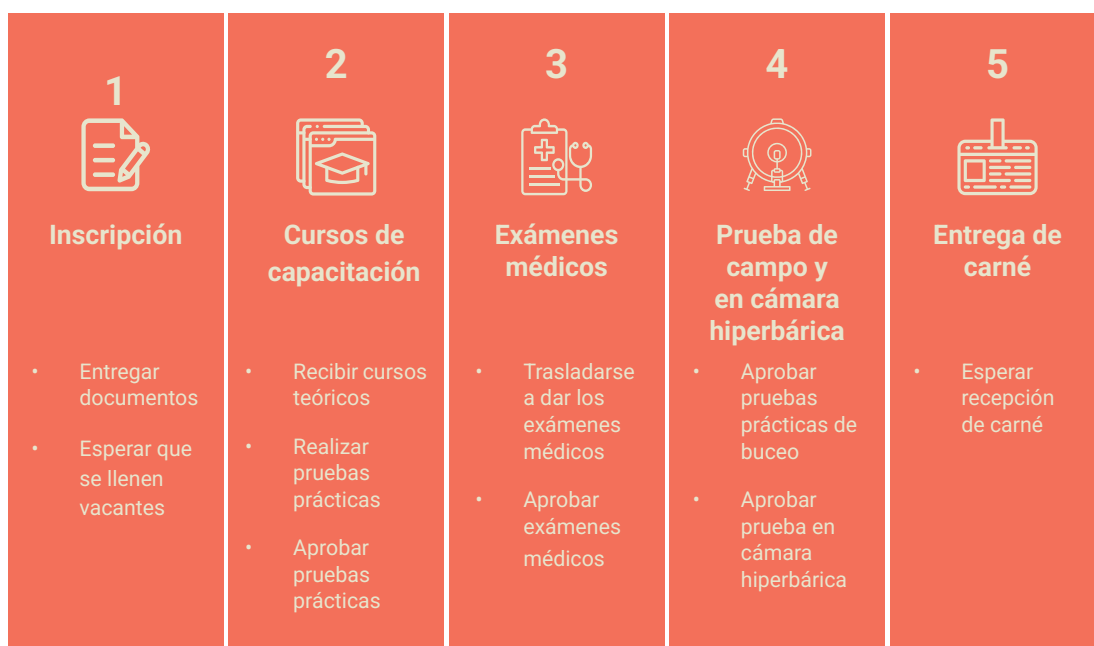 1
Inscripción
• Entregar
documentos
• Esperar que
se llenen
vacantes
2
Cursos de
capacitación
• Recibir cursos
teóricos
• Realizar
pruebas
prácticas
• Aprobar
pruebas
prácticas
3
Exámenes
médicos
• Trasladarse
a dar los
exámenes
médicos
• Aprobar
exámenes
médicos
4
Prueba de
campo y
en cámara
hiperbárica
• Aprobar
pruebas
prácticas de
buceo
• Aprobar
prueba en
cámara
hiperbárica
5
Entrega de
carné
• Esperar
recepción
de carné